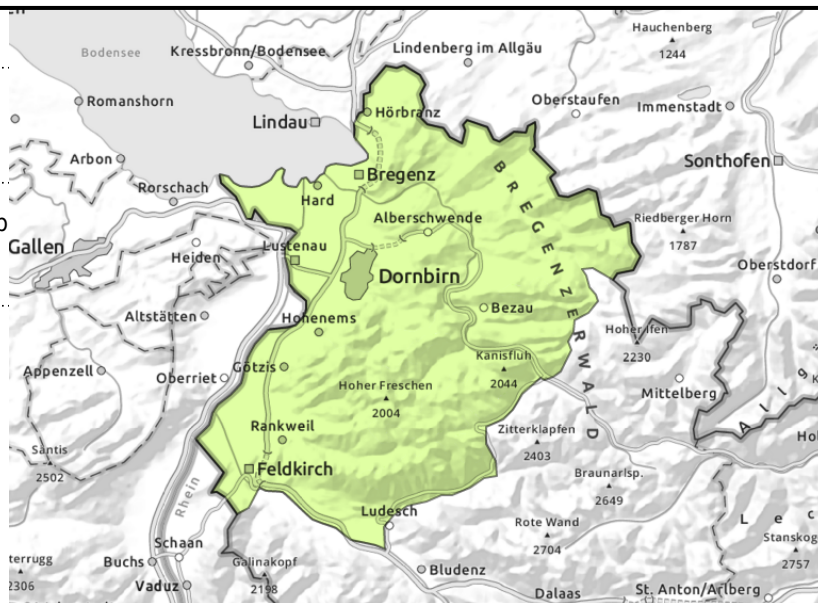 Hauchenberg
1244
Bodensee
Kressbronn/Bodensee
Lindenberg im Allgäu
Romanshorn
Oberstaufen
Immenstadt
Lindau
Hörbranz
Arbon
Sonthofen
Rorschach
Bregenz
Hard
BREGENZERWALD
Riedberger Horn
1787
Alberschwende
Gallen
Heiden
Lustenau
Dornbirn
Oberstdorf
Altstätten
Hohenems
Bezau
Hoher Ifen
2230
Kanisfluh
2044
Appenzell
Oberriet
Götzis
Hoher Freschen
2004
Mittelberg
Allg
Rankweil
Zitterklapfen
2403
Säntis
2502
Feldkirch
Braunarlsp.
2649
Rhein
Ludesch
Rote Wand
2704
Lec
Stanskog
2757
Schaan
Buchs
Galinakopf
2198
Bludenz
terrugg
2306
Vaduz
Dalaas
St. Anton/Arlberg